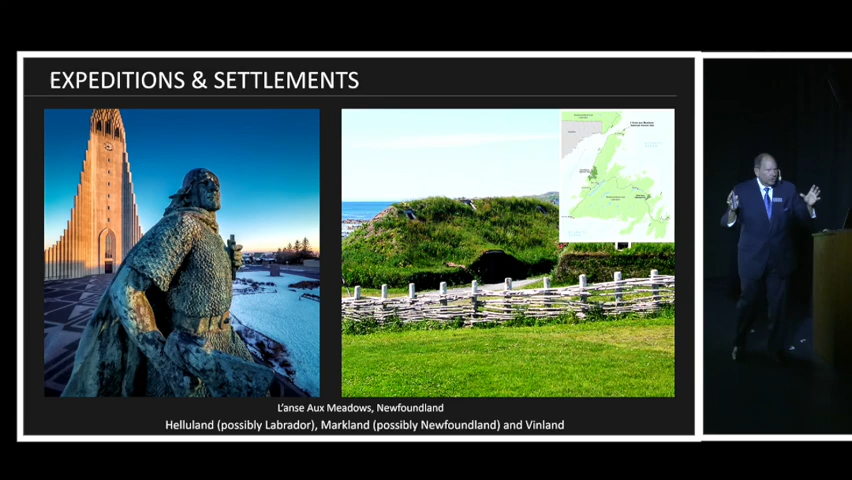 EXPEDITIONS & SETTLEMENTS
L'anse Aux Meadows, Newfoundland
Helluland (possibly Labrador), Markland (possibly Newfoundland) and Vinland